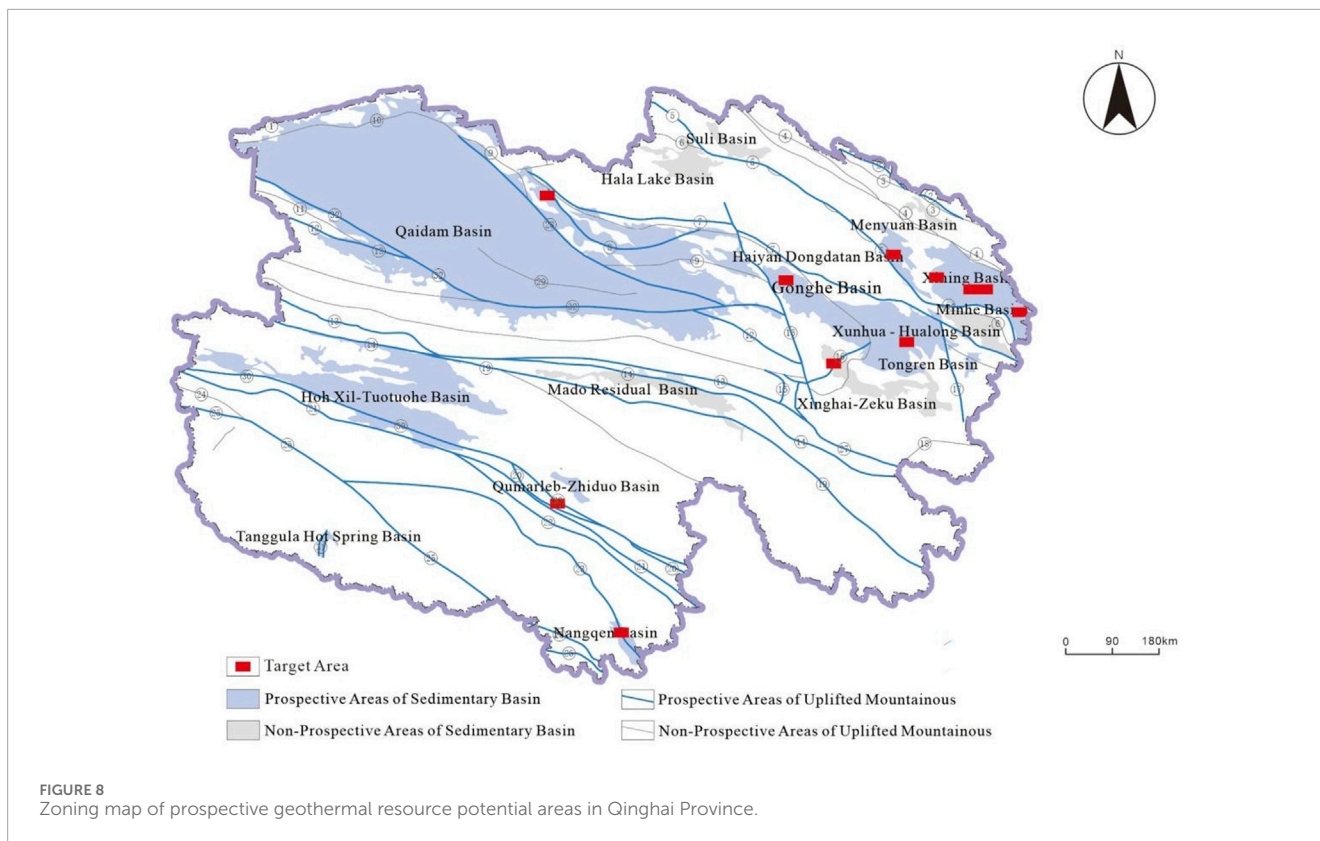 N
Suli Basin
Hala Lake Basin
Menyuan Basin
Qaidam Basin
Haiyan Dongdatan Basin
Xining Basin
Gonghe Basin
Minhe Basin
Xunhua - Hualong Basin
Tongren Basin
Mado Residual Basin
Hoh Xil-Tuotuohe Basin
Xinghai-Zeku Basin
Qumarleb-Zhiduo Basin
Tanggula Hot Spring Basin
Nangqen Basin
0 90 180km
Target Area
Prospective Areas of Sedimentary Basin
Prospective Areas of Uplifted Mountainous
Non-Prospective Areas of Sedimentary Basin
Non-Prospective Areas of Uplifted Mountainous
FIGURE 8
Zoning map of prospective geothermal resource potential areas in Qinghai Province.